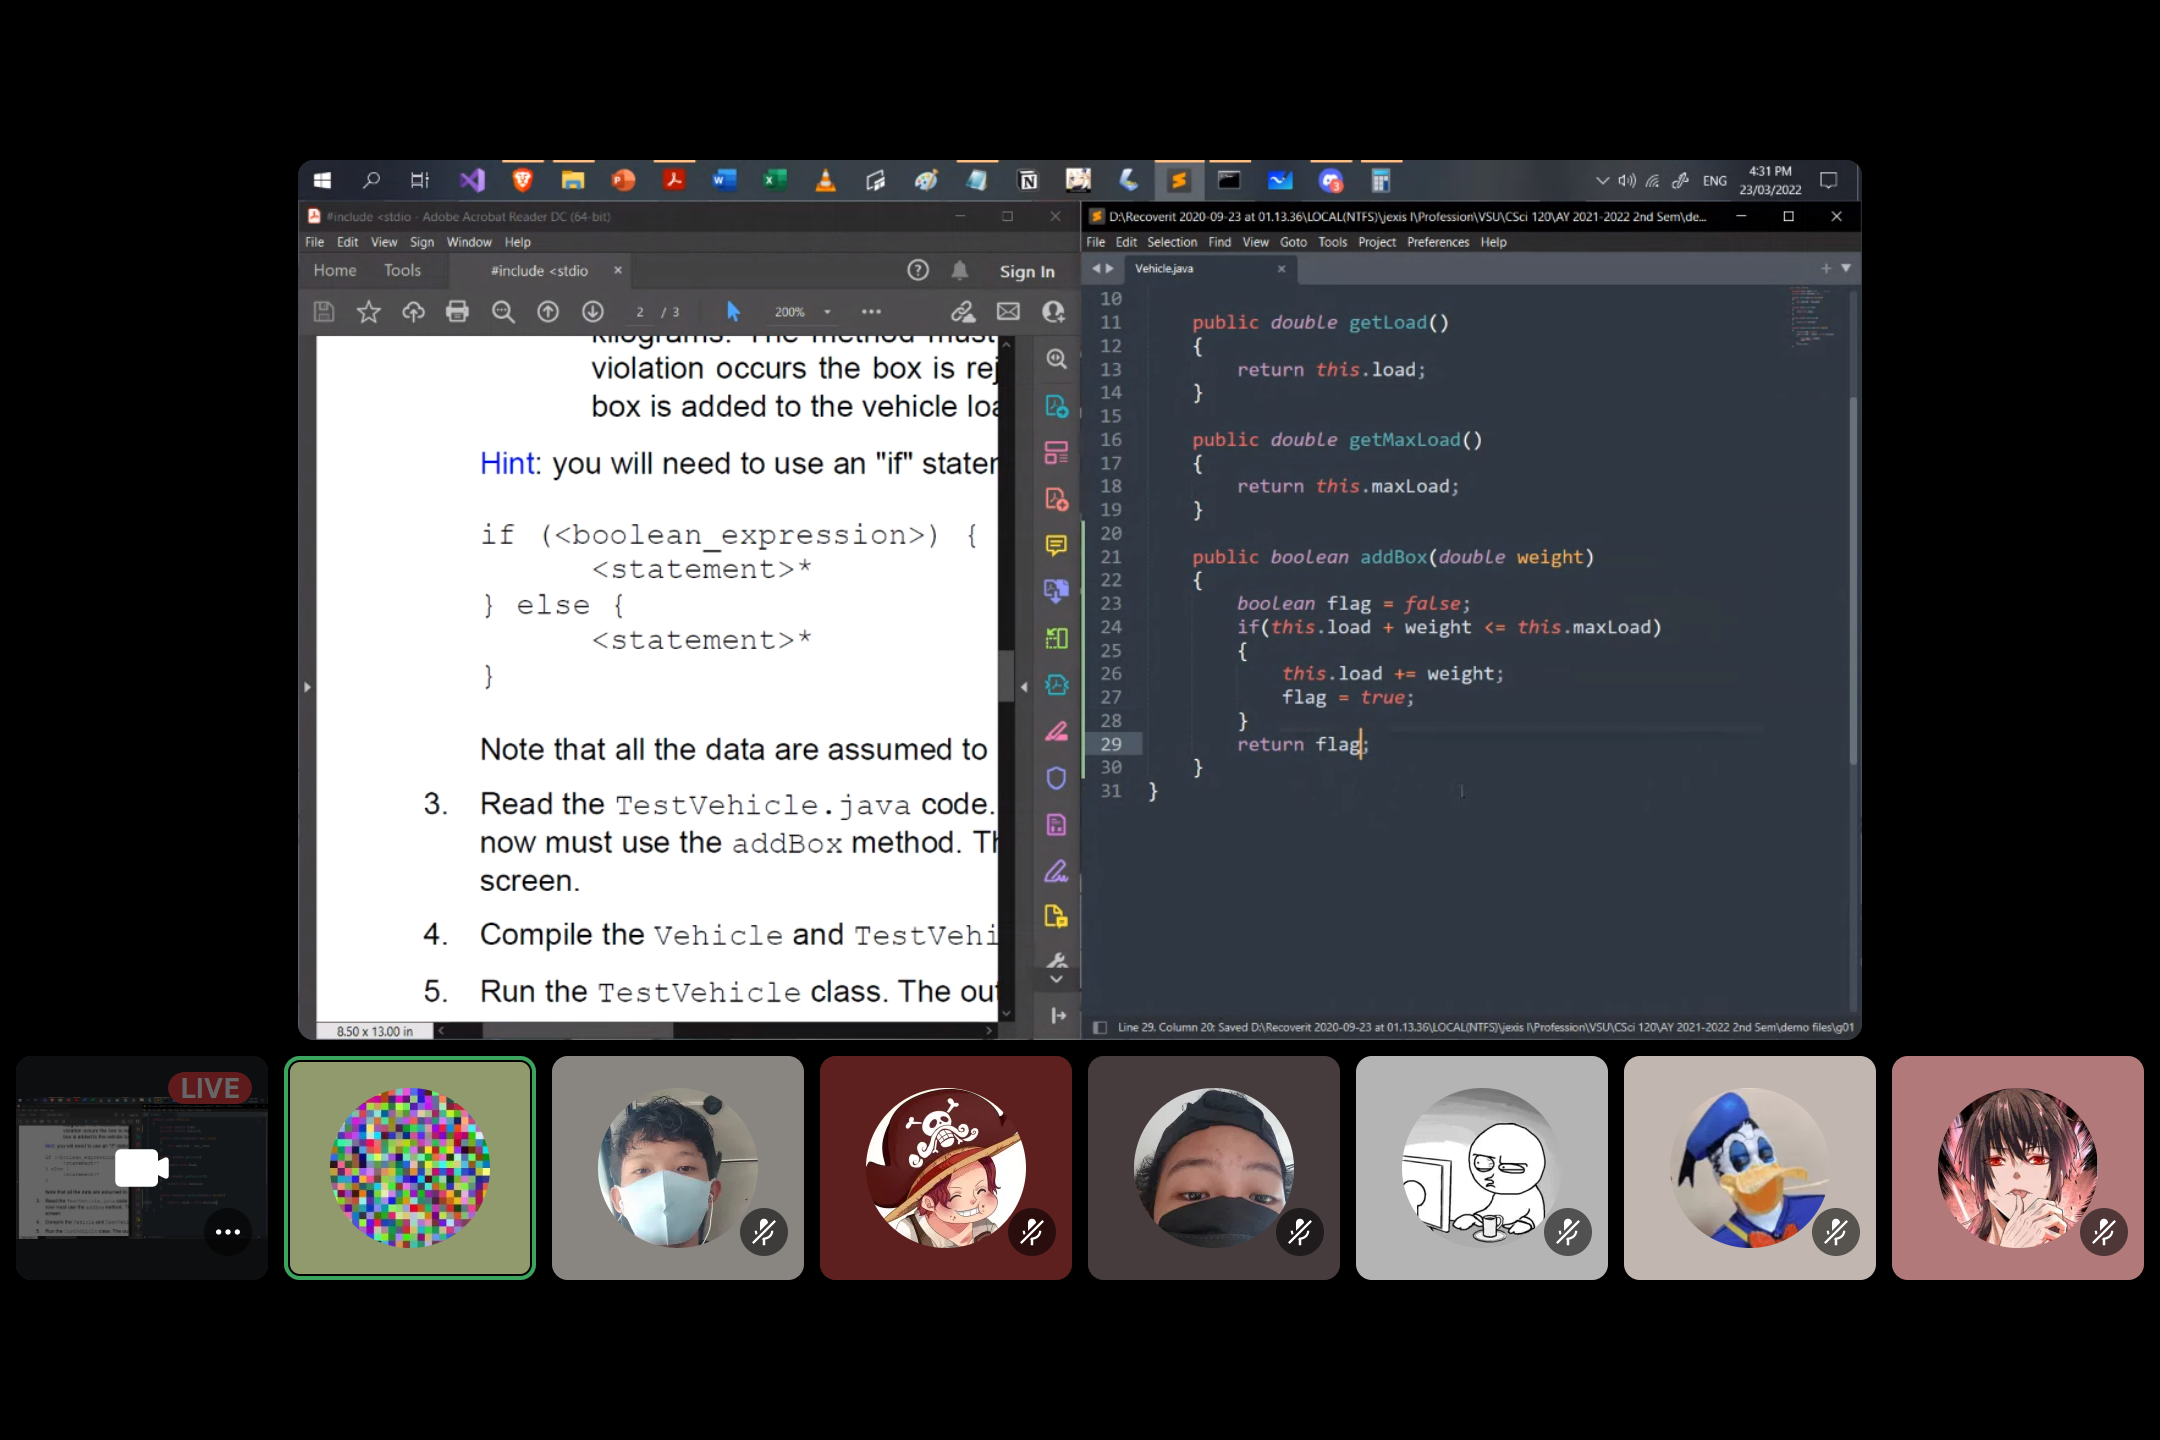 4:31 PM
ENG
23/03/2022
#include <stdio - Adobe Acrobat Reader DC (64-bit)
File Edit View Sign Window Help
Home Tools #include <stdio × Sign In
2 / 3 200%
violation occurs the box is rej
box is added to the vehicle loa
Hint: you will need to use an "if" stater
if (<boolean_expression>) {
<statement>*
} else {
<statement>*
}
Note that all the data are assumed to
3. Read the TestVehicle.java code.
now must use the addBox method. Th
screen.
4. Compile the Vehicle and TestVehi
5. Run the TestVehicle class. The out
8.50 x 13.00 in
D:\Recoverit 2020-09-23 at 01.13.36\LOCAL(NTFS)\jexis I\Profession\VSU\CSci 120\AY 2021-2022 2nd Sem\de...
File Edit Selection Find View Goto Tools Project Preferences Help
Vehicle.java
10
11 public double getLoad()
12 {
13 return this.load;
14 }
15
16 public double getMaxLoad()
17 {
18 return this.maxLoad;
19 }
20
21 public boolean addBox(double weight)
22 {
23 boolean flag = false;
24 if(this.load + weight <= this.maxLoad)
25 {
26 this.load += weight;
27 flag = true;
28 }
29 return flag;
30 }
31 }
Line 29, Column 20; Saved D:\Recoverit 2020-09-23 at 01.13.36\LOCAL(NTFS)\jexis I\Profession\VSU\CSci 120\AY 2021-2022 2nd Sem\demo files\g01
LIVE